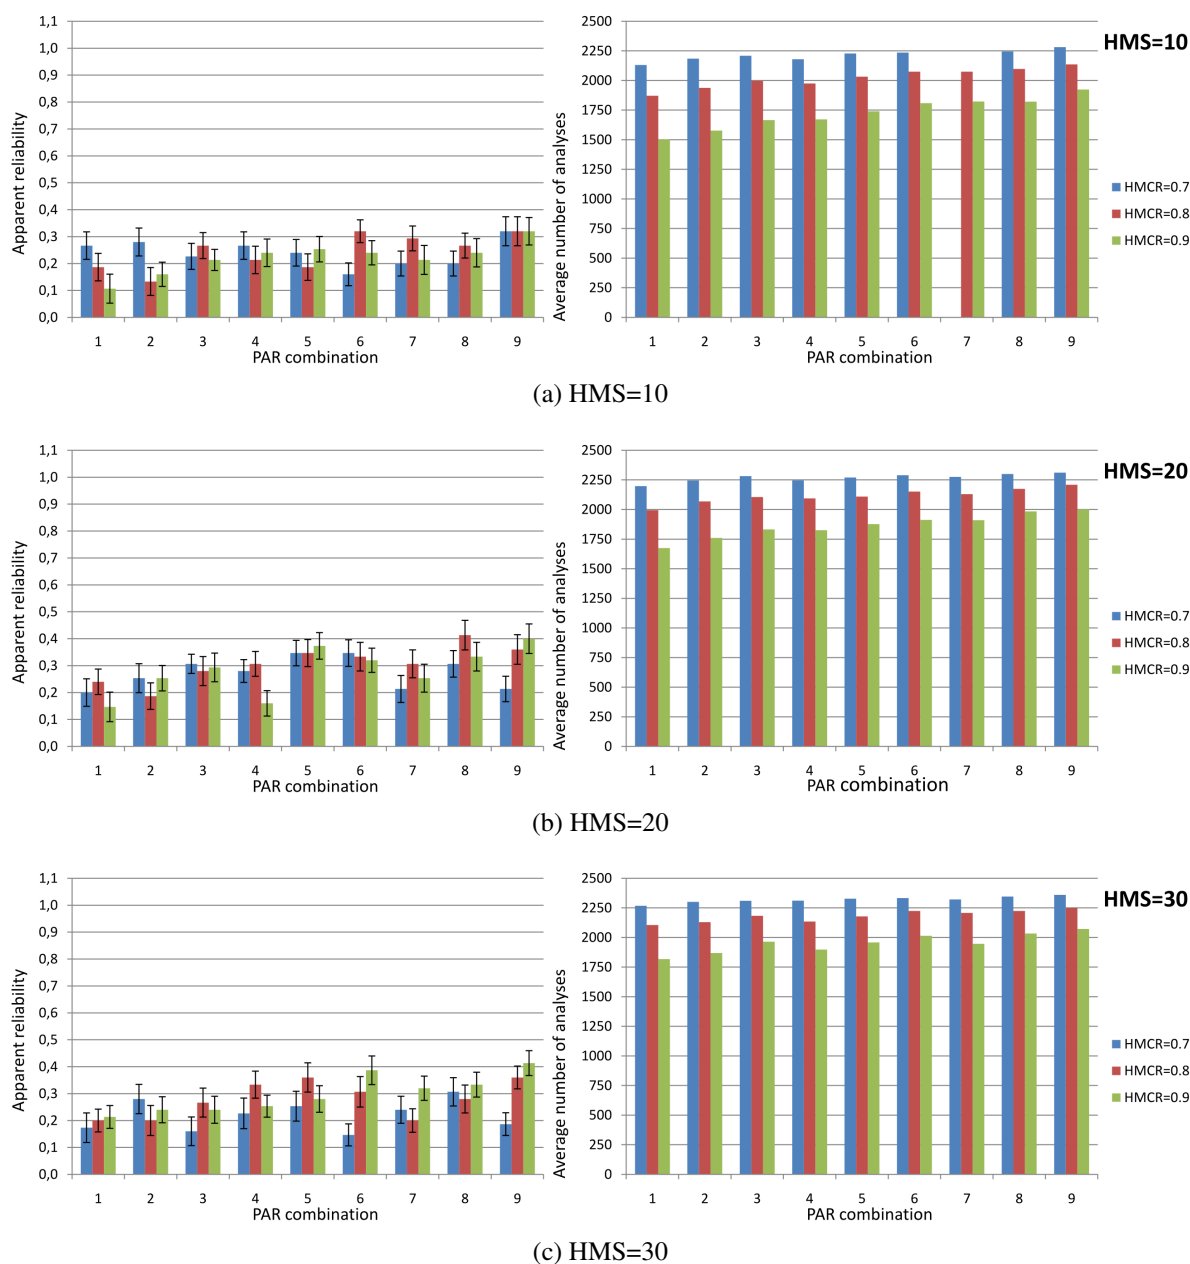 1,1
1,0
0,9
0,8
0,7
0,6
0,5
0,4
0,3
0,2
0,1
0,0
Apparent reliability
1 2 3 4 5 6 7 8 9
PAR combination
2500
2250
2000
1750
1500
1250
1000
750
500
250
0
Average number of analyses
1 2 3 4 5 6 7 8 9
PAR combination
HMS=10
HMCR=0.7
HMCR=0.8
HMCR=0.9
(a) HMS=10
1,1
1,0
0,9
0,8
0,7
0,6
0,5
0,4
0,3
0,2
0,1
0,0
Apparent reliability
1 2 3 4 5 6 7 8 9
PAR combination
2500
2250
2000
1750
1500
1250
1000
750
500
250
0
Average number of analyses
1 2 3 4 5 6 7 8 9
PAR combination
HMS=20
HMCR=0.7
HMCR=0.8
HMCR=0.9
(b) HMS=20
1,1
1,0
0,9
0,8
0,7
0,6
0,5
0,4
0,3
0,2
0,1
0,0
Apparent reliability
1 2 3 4 5 6 7 8 9
PAR combination
2500
2250
2000
1750
1500
1250
1000
750
500
250
0
Average number of analyses
1 2 3 4 5 6 7 8 9
PAR combination
HMS=30
HMCR=0.7
HMCR=0.8
HMCR=0.9
(c) HMS=30